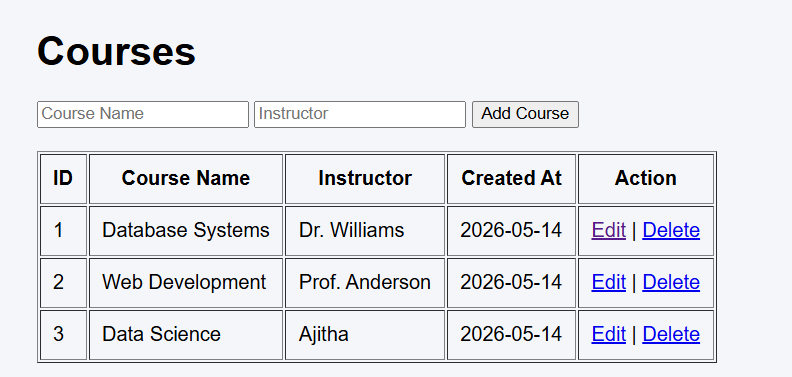 Courses
Course Name Instructor Add Course
ID Course Name Instructor Created At Action
1 Database Systems Dr. Williams 2026-05-14 Edit | Delete
2 Web Development Prof. Anderson 2026-05-14 Edit | Delete
3 Data Science Ajitha 2026-05-14 Edit | Delete